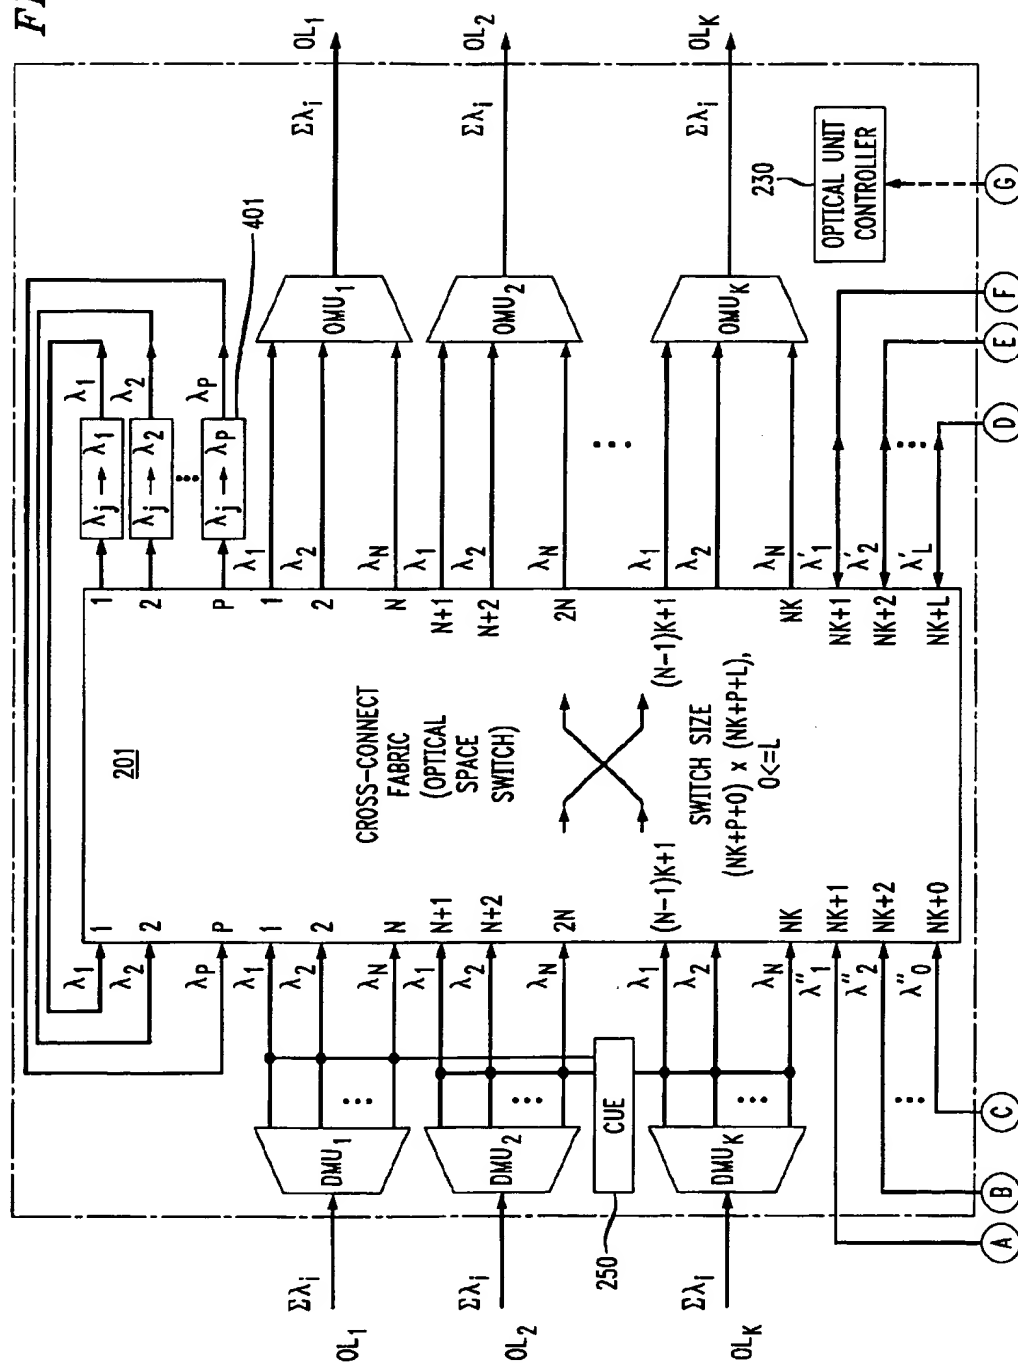 FI
OL₁
OL₂
OLK
Σλi
Σλi
Σλi
230
OPTICAL UNIT
CONTROLLER
G
401
λ₁
λ₂
λP
λj → λ₁
λj → λ₂
•••
λj → λP
OMU₁
OMU₂
OMUK
F
E
D
λ₁
λ₂
λN
λ₁
λ₂
λN
•••
λ₁
λ₂
λN
λ'₁
λ'₂
•••
λ'L
1
2
P
1
2
N
N+1
N+2
2N
(N-1)K+1
NK
NK+1
NK+2
NK+L
201
CROSS-CONNECT
FABRIC
(OPTICAL
SPACE
SWITCH)
SWITCH SIZE
(NK+P+O) x (NK+P+L),
O<=L
1
2
P
1
2
N
N+1
N+2
2N
(N-1)K+1
NK
NK+1
NK+2
NK+O
λ₁
λ₂
λP
λ₁
λ₂
λN
λ₁
λ₂
λN
λ₁
λ₂
λN
λ"₁
λ"₂
λ"O
•••
•••
•••
•••
DMU₁
DMU₂
CUE
DMUK
250
C
B
A
Σλi
Σλi
Σλi
OL₁
OL₂
OLK